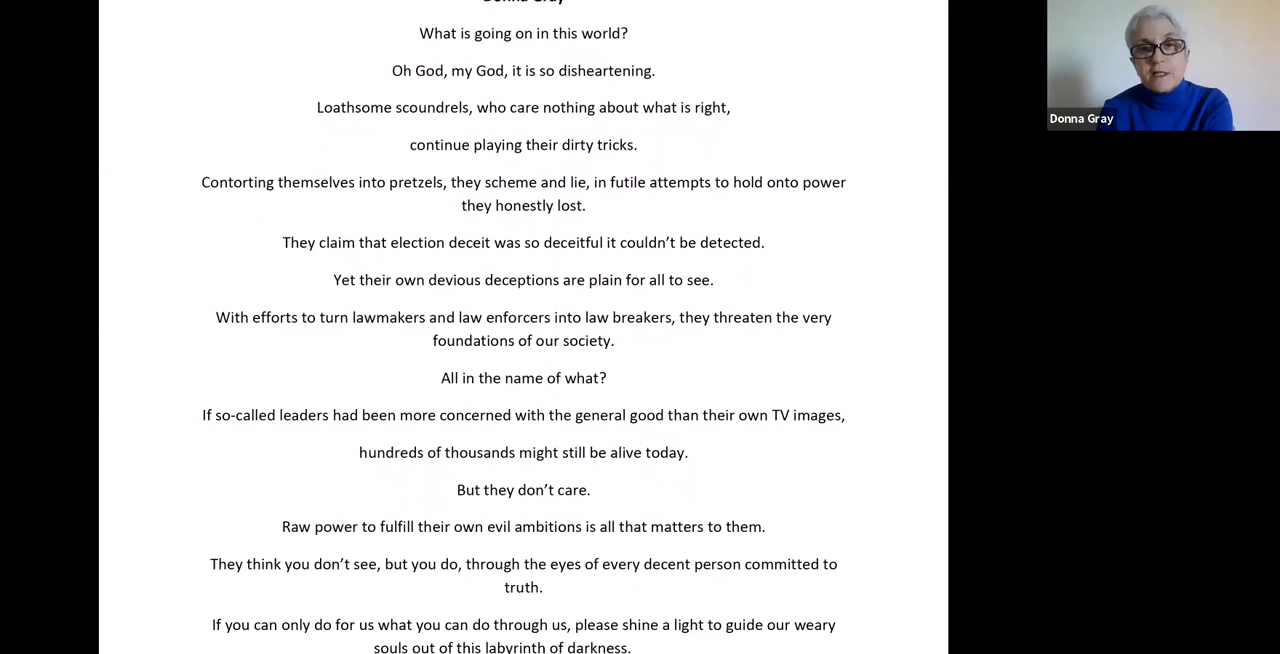 Donna Gray
What is going on in this world?
Oh God, my God, it is so disheartening.
Loathsome scoundrels, who care nothing about what is right,
continue playing their dirty tricks.
Contorting themselves into pretzels, they scheme and lie, in futile attempts to hold onto power
they honestly lost.
They claim that election deceit was so deceitful it couldn’t be detected.
Yet their own devious deceptions are plain for all to see.
With efforts to turn lawmakers and law enforcers into law breakers, they threaten the very
foundations of our society.
All in the name of what?
If so-called leaders had been more concerned with the general good than their own TV images,
hundreds of thousands might still be alive today.
But they don’t care.
Raw power to fulfill their own evil ambitions is all that matters to them.
They think you don’t see, but you do, through the eyes of every decent person committed to
truth.
If you can only do for us what you can do through us, please shine a light to guide our weary
souls out of this labyrinth of darkness.
Donna Gray